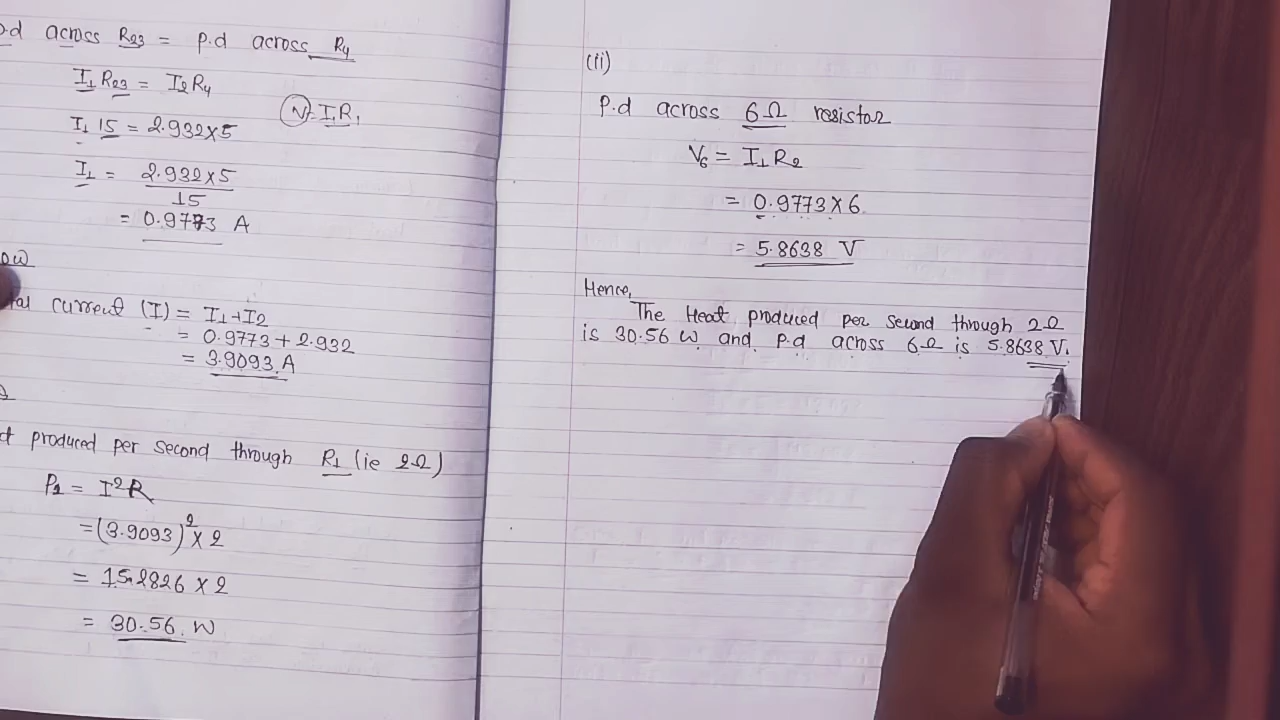 p.d across R23 = p.d across R4
I1 R23 = I2 R4
V= I.R,
I1 15 = 2.932×5
I1 = 2.932×5
15
= 0.9773 A
ow
tal current (I) = I1+I2
= 0.9773 + 2.932
= 3.9093 A
t produced per second through R1 (ie 2Ω)
P2 = I²R
=(3.9093)² × 2
= 15.2826 × 2
= 30.56 W
(ii)
p.d across 6Ω resistor
V6 = I1 R2
= 0.9773×6
= 5.8638 V
Hence,
The Heat produced per second through 2Ω
is 30.56 W and p.d across 6Ω is 5.8638 V.